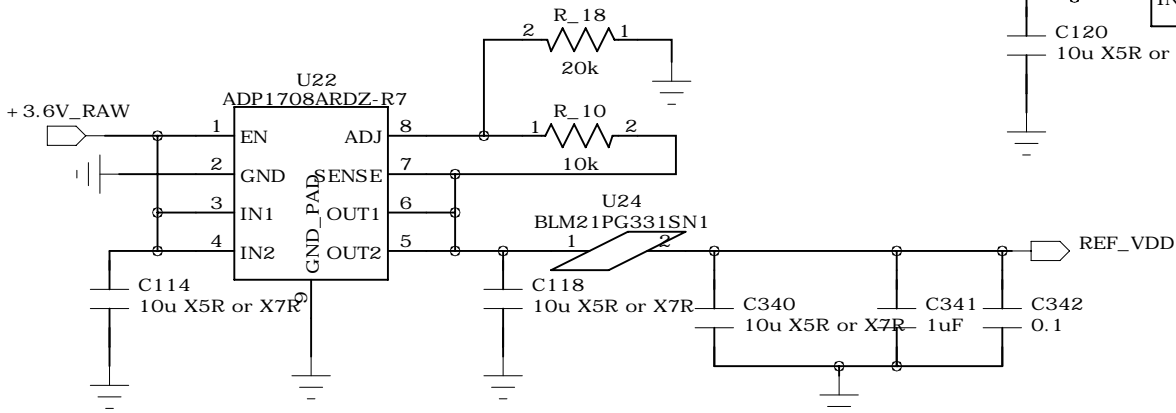 R_18
2 1
20k
C120
10u X5R or
IN
U22
ADP1708ARDZ-R7
+3.6V_RAW
1 EN ADJ 8
1 R_10 2
10k
2 GND SENSE 7
3 IN1 OUT1 6
4 IN2 OUT2 5
GND_PAD
9
U24
BLM21PG331SN1
1 2
REF_VDD
C114
10u X5R or X7R
C118
10u X5R or X7R
C340
10u X5R or X7R
C341
1uF
C342
0.1